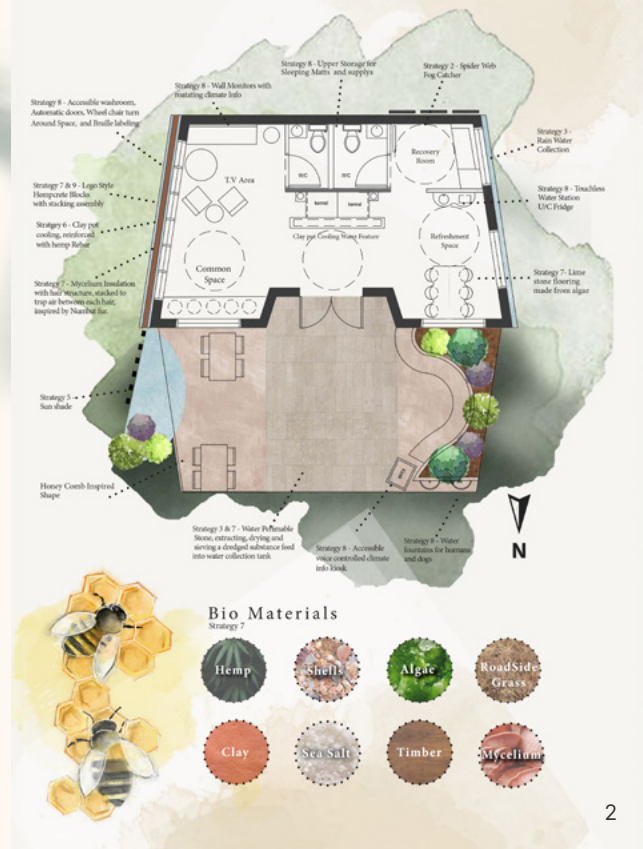 Strategy 8 - Upper Storage for
Sleeping Matts and supplys
Strategy 2 - Spider Web
Fog Catcher
Strategy 8 - Wall Monitors with
roatating climate Info
Strategy 8 - Accessible washroom,
Automatic doors, Wheel chair turn
Around Space, and Braille labeling
Strategy 3 -
Rain Water
Collection
Recovery
Room
T.V Area
W/C
W/C
Strategy 7 & 9 - Lego Style
Hempcrete Blocks
with stacking assembly
Strategy 8 - Touchless
Water Station
U/C Fridge
kennel
kennel
Strategy 6 - Clay pot
cooling, reinforced
with hemp Rebar
Clay pot Cooling Water Feature
Refreshment
Space
Common
Space
Strategy 7 - Mycelium Insulation
with hair structure, stacked to
trap air between each hair,
inspired by Numbat fur.
Strategy 7- Lime
stone flooring
made from algae
Strategy 5 -
Sun shade
Honey Comb Inspired
Shape
Strategy 3 & 7 - Water Permable
Stone, extracting, drying and
sieving a dredged substance feed
into water collection tank
Strategy 8 - Accessible
voice controlled climate
info kiosk
Strategy 8 - Water
fountains for humans
and dogs
N
Bio Materials
Strategy 7
Hemp
Shells
Algae
RoadSide
Grass
Clay
Sea Salt
Timber
Mycelium
2